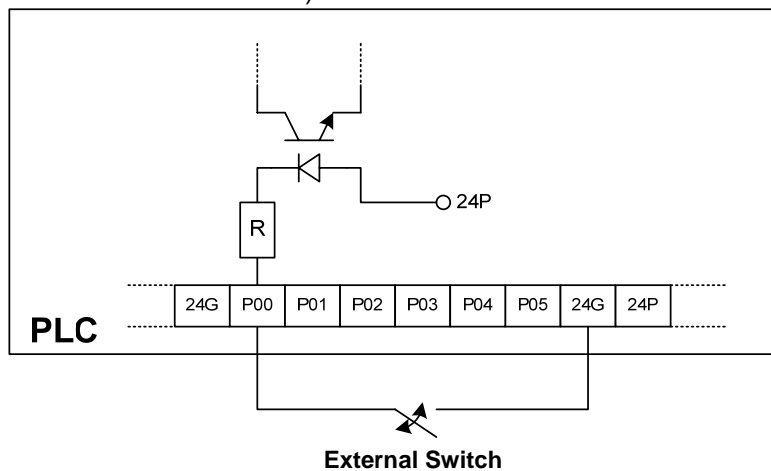 )
24P
R
24G P00 P01 P02 P03 P04 P05 24G 24P
PLC
External Switch